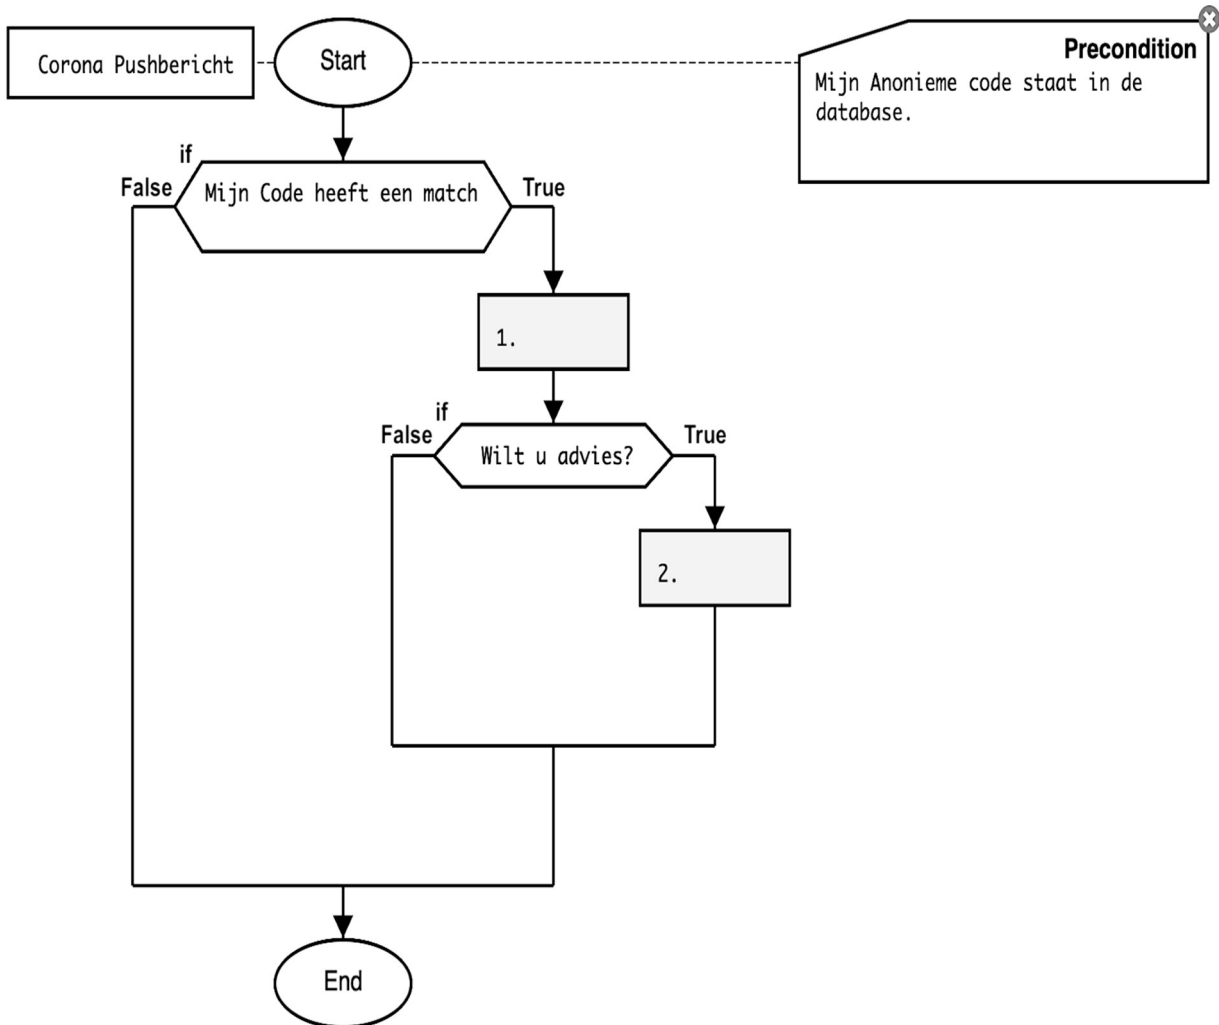 Corona Pushbericht
Start
Precondition
Mijn Anonieme code staat in de
database.
if
False
Mijn Code heeft een match
True
1.
if
False
Wilt u advies?
True
2.
End